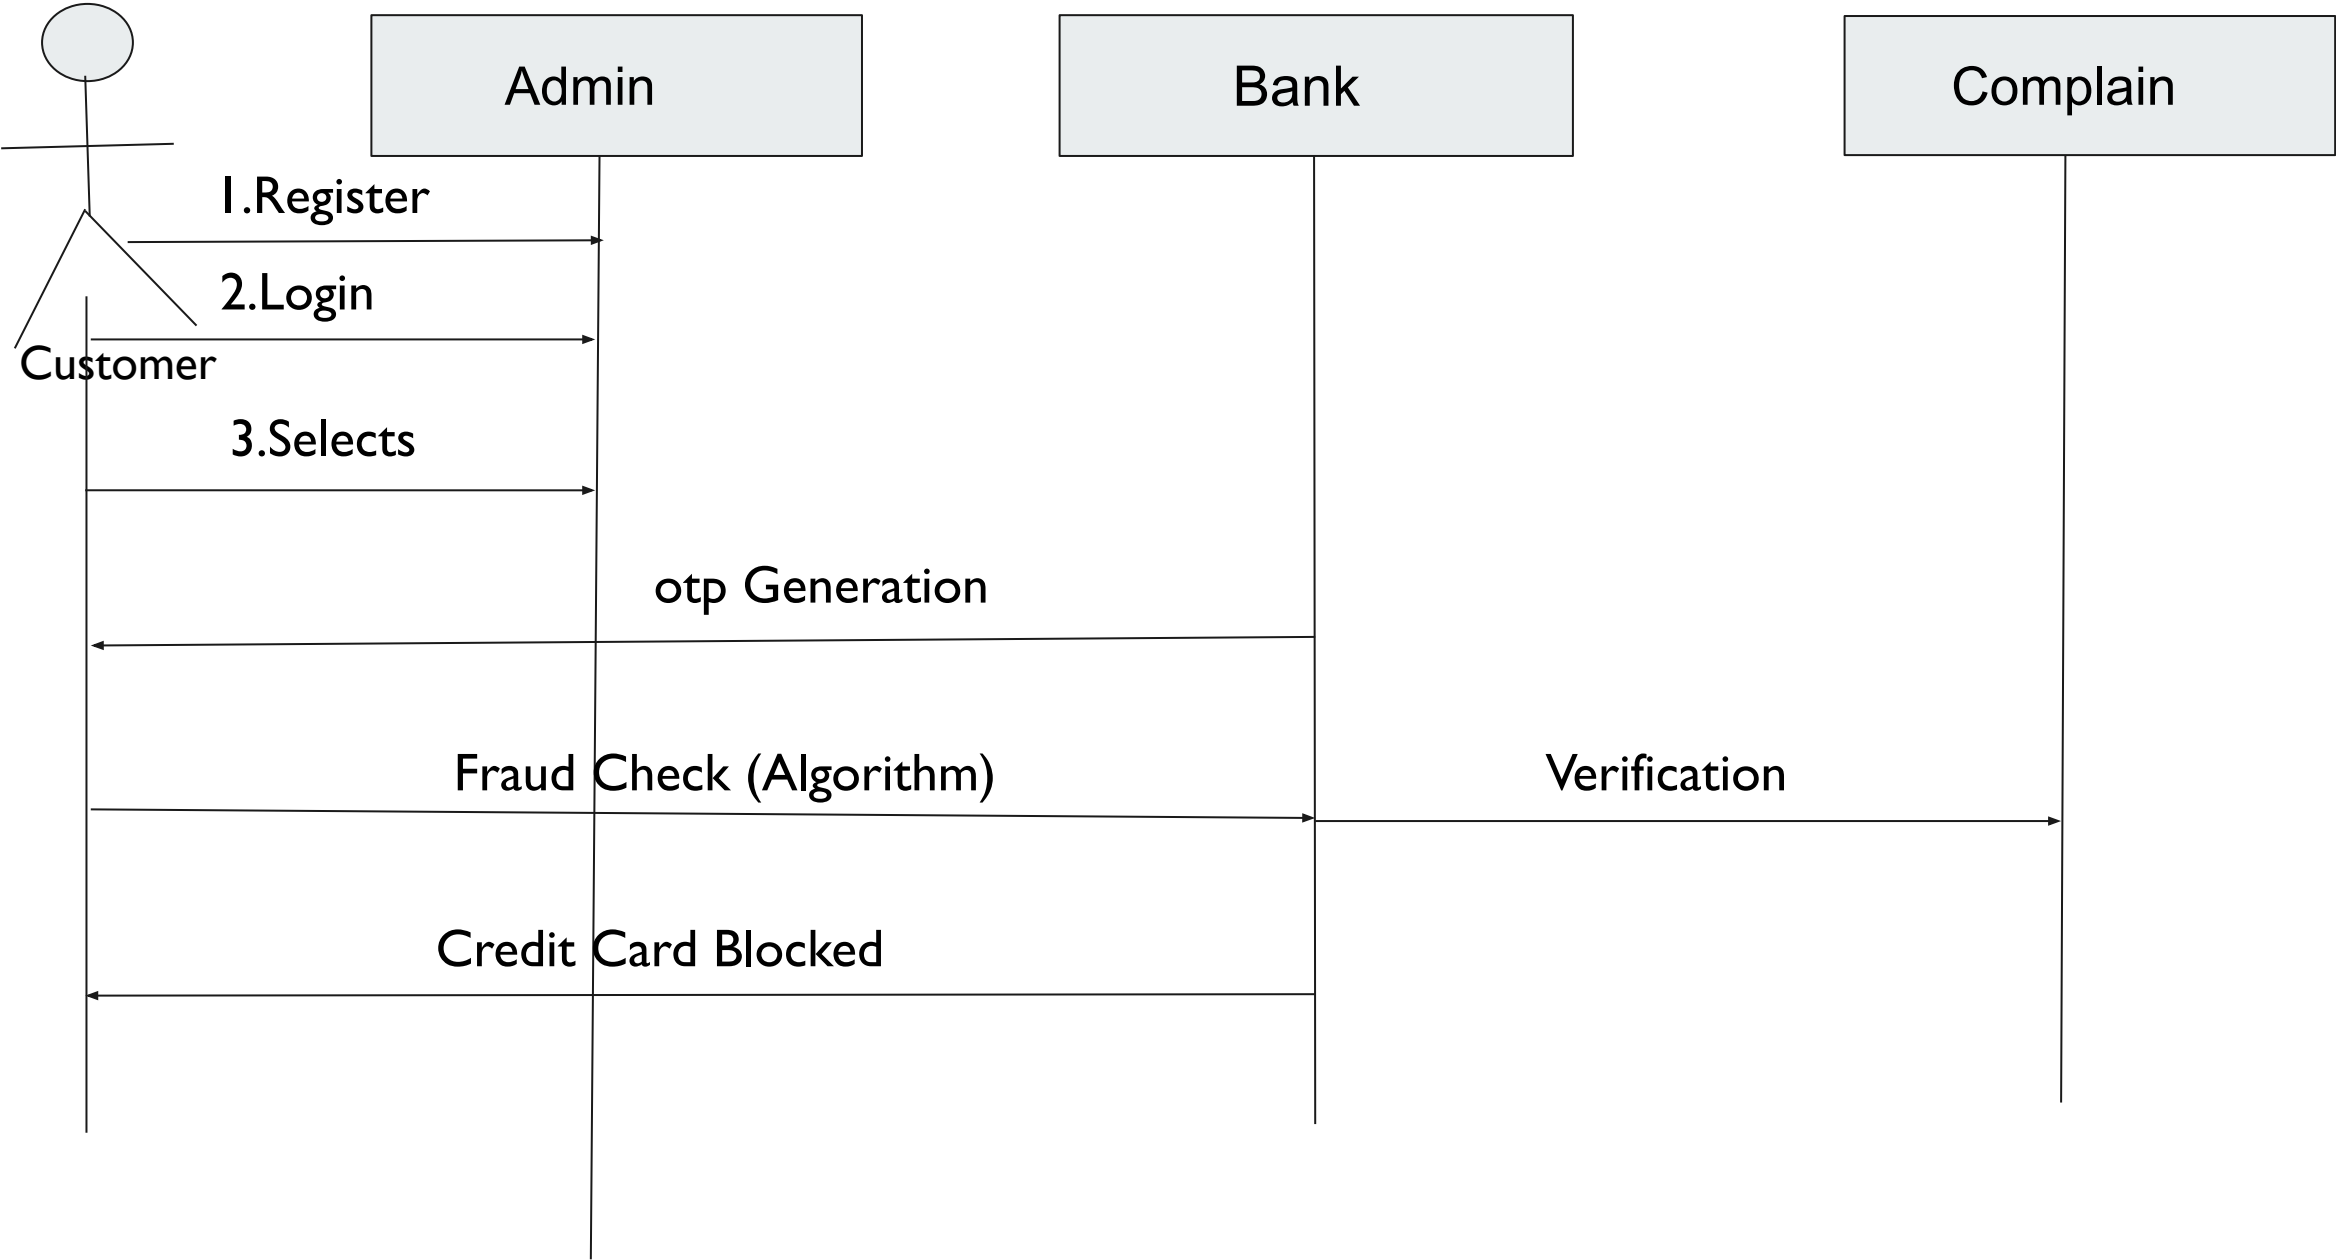 Admin
Bank
Complain
1.Register
2.Login
Customer
3.Selects
otp Generation
Fraud Check (Algorithm)
Verification
Credit Card Blocked